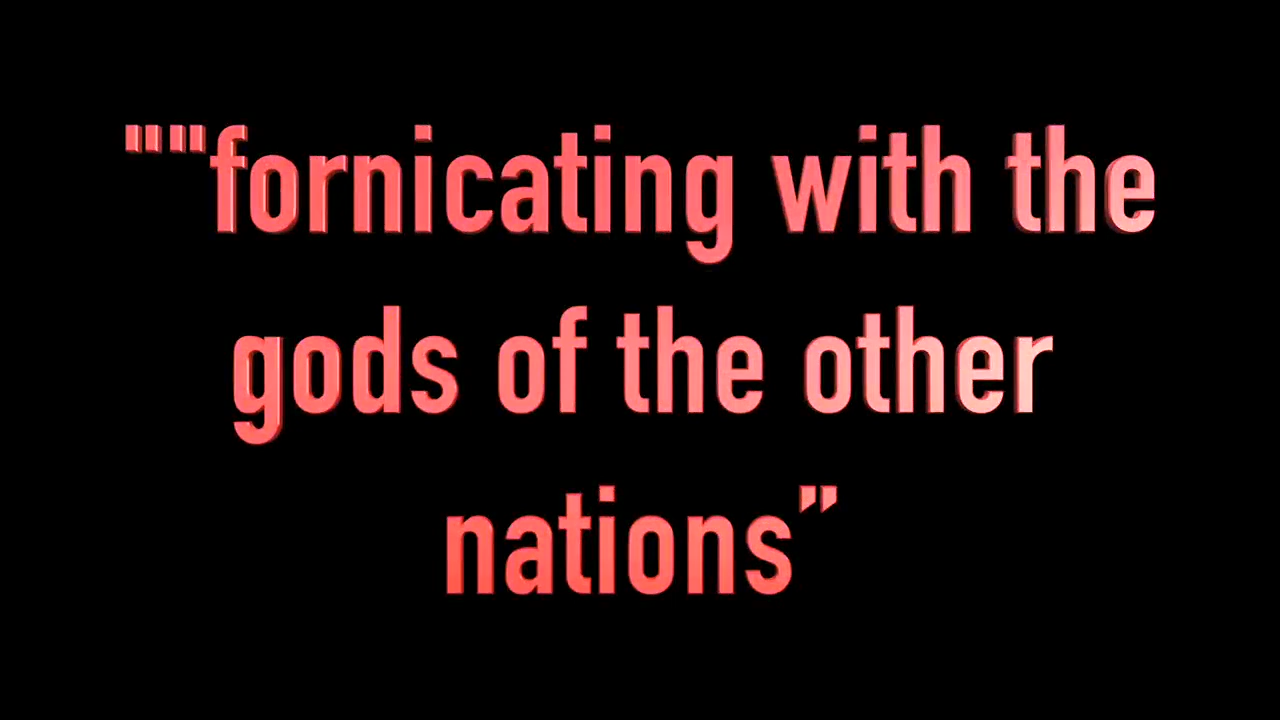 ""fornicating with the
gods of the other
nations”